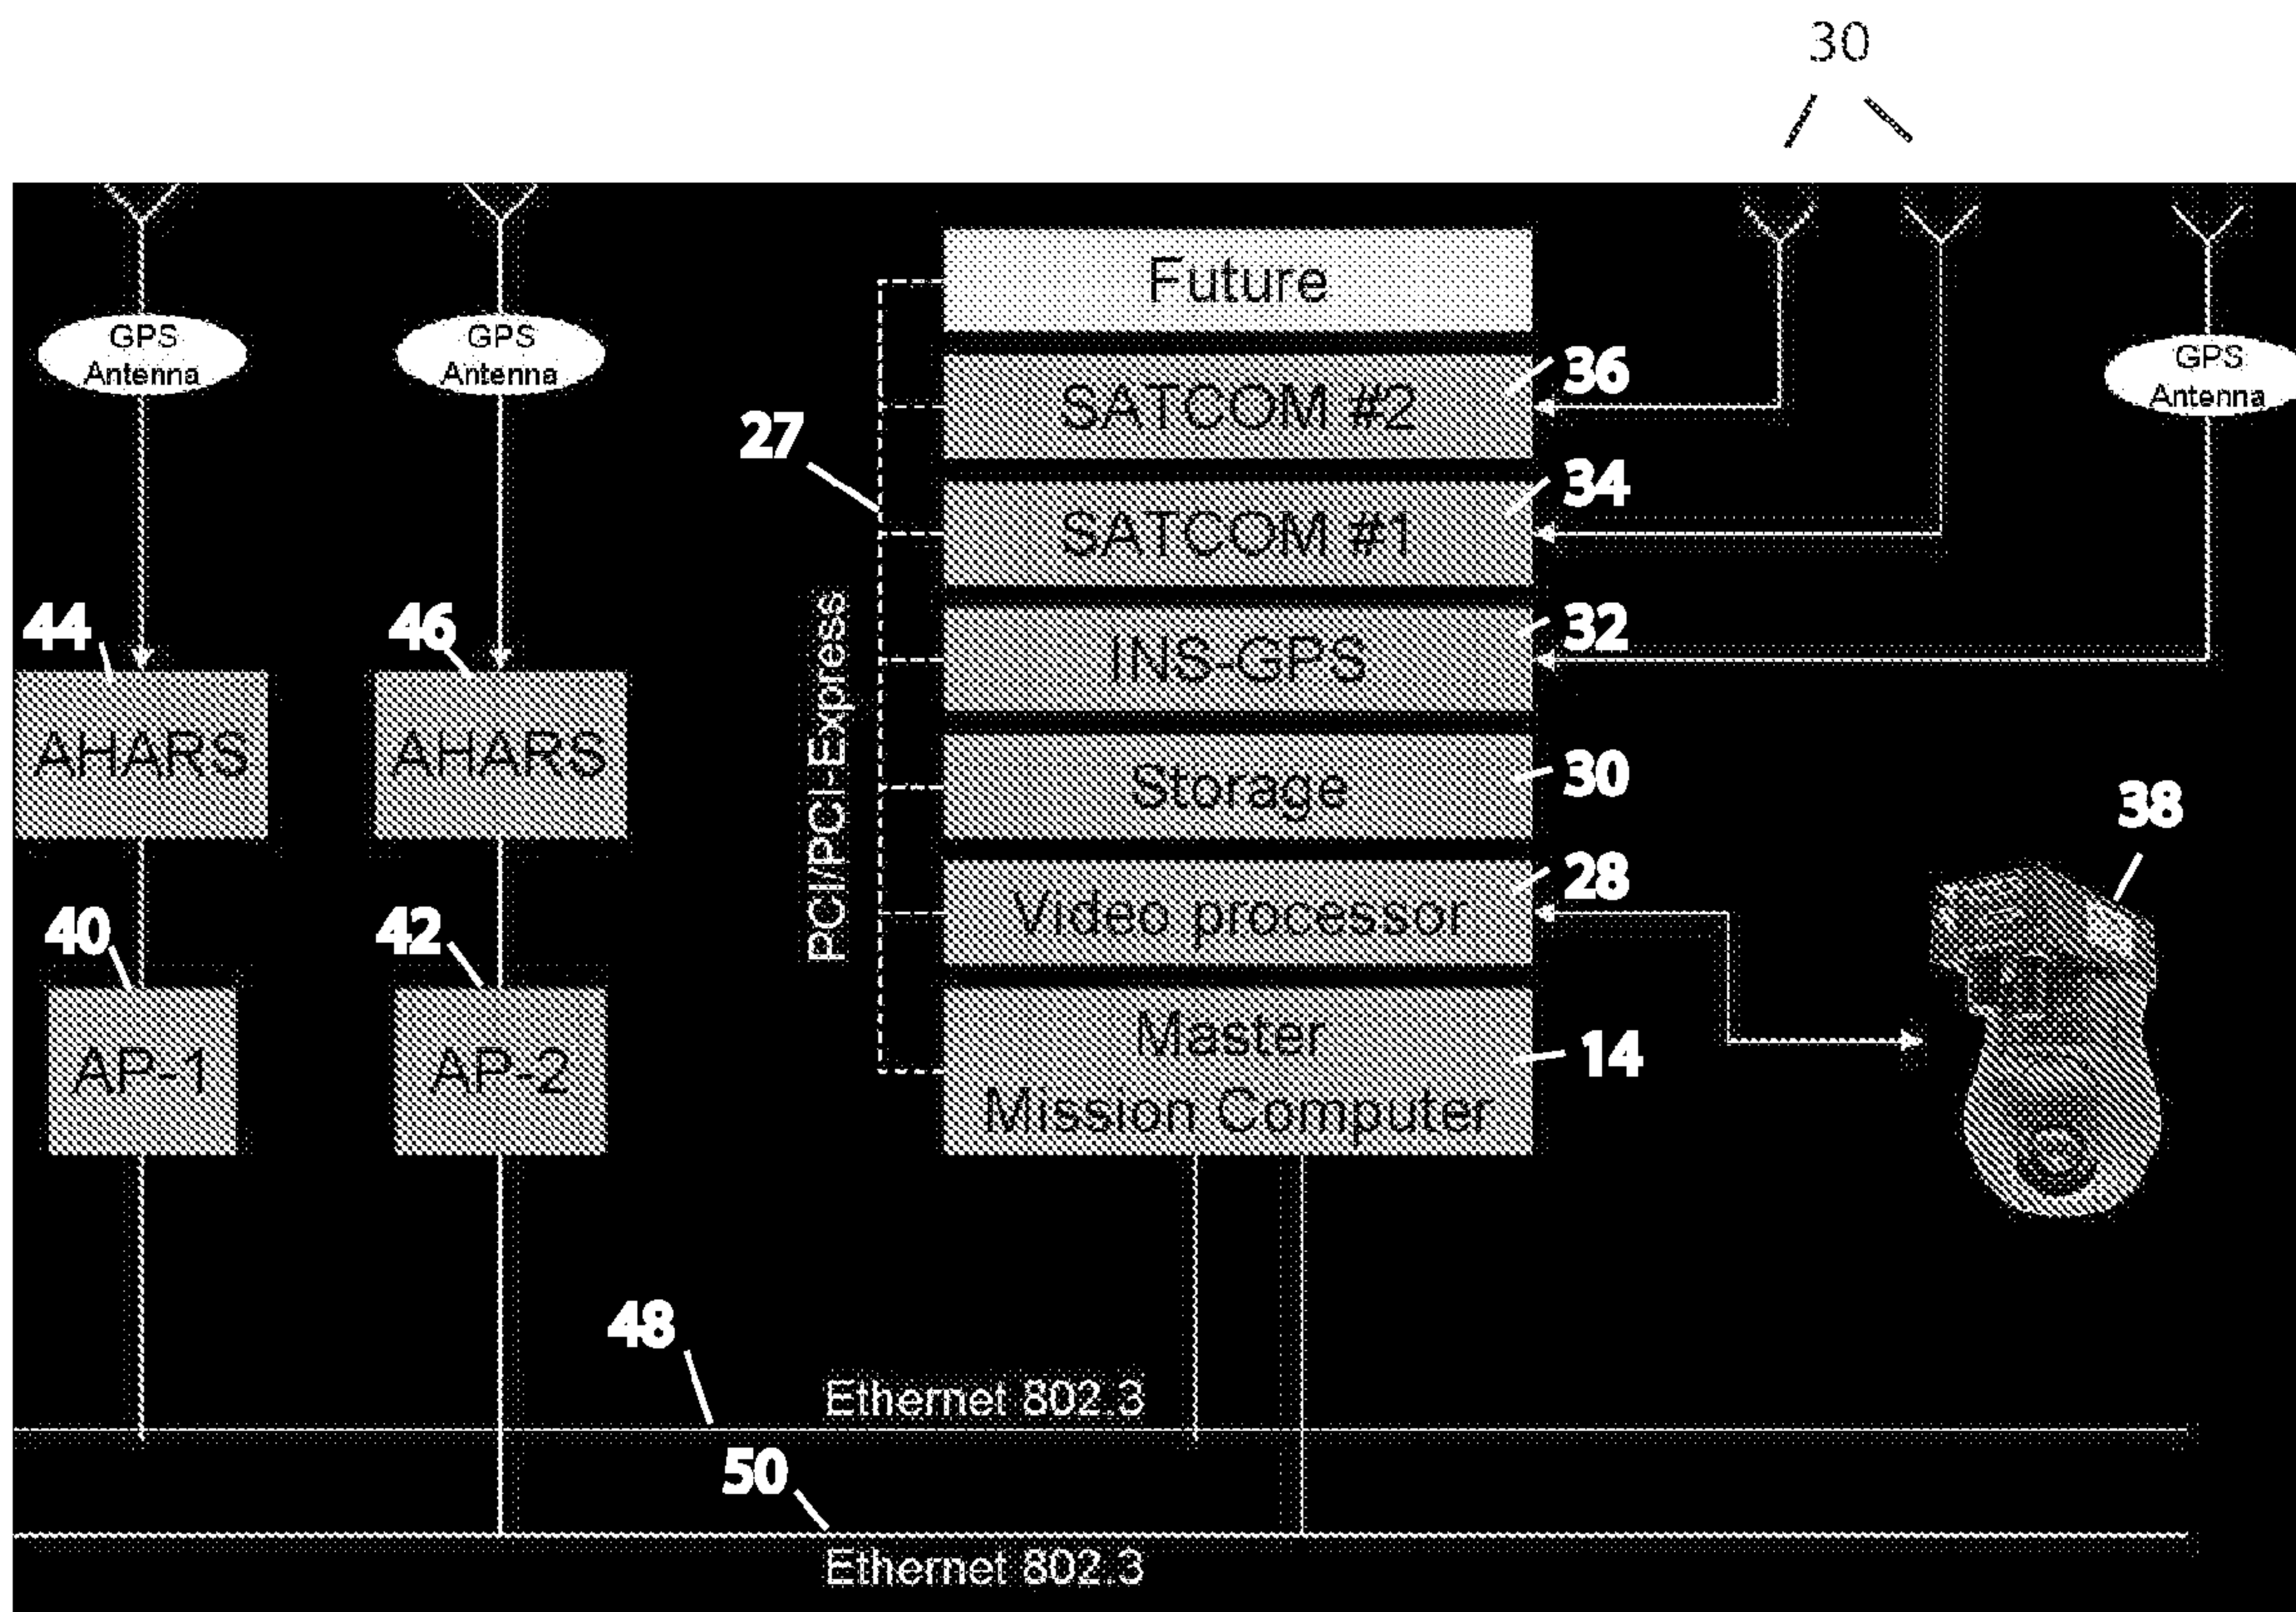 30
GPS
Antenna
GPS
Antenna
Future
GPS
Antenna
SATCOM #2
36
27
SATCOM #1
34
44
46
INS-GPS
32
PCI/PCI-Express
AHARS
AHARS
Storage
30
38
40
42
Video processor
28
AP-1
AP-2
Master
Mission Computer
14
48
Ethernet 802.3
50
Ethernet 802.3